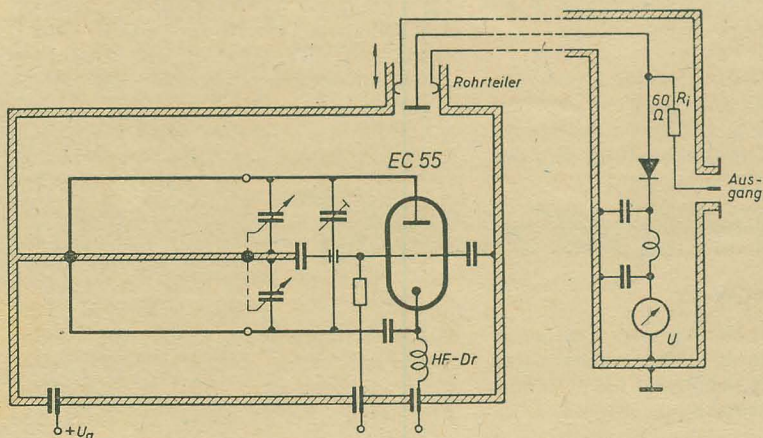 Rohrteiler
60
Ω
Ri
EC 55
Aus-
gang
HF-Dr
U
+Ua